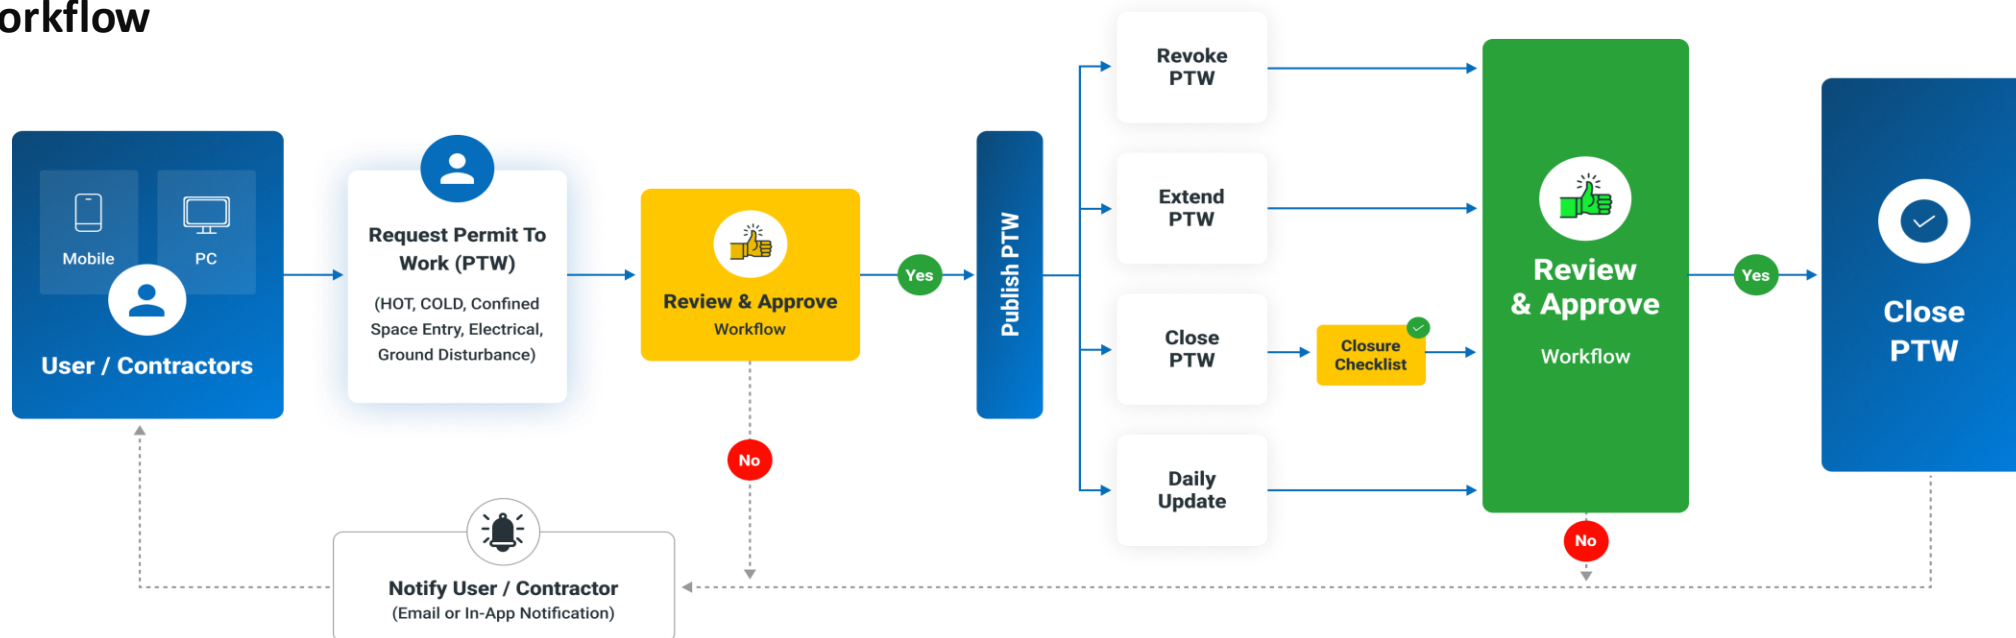 orkflow
Mobile
PC
User / Contractors
Request Permit To
Work (PTW)
(HOT, COLD, Confined
Space Entry, Electrical,
Ground Disturbance)
Review & Approve
Workflow
Yes
No
Publish PTW
Revoke
PTW
Extend
PTW
Close
PTW
Closure
Checklist
Daily
Update
Review
& Approve
Workflow
Yes
No
Close
PTW
Notify User / Contractor
(Email or In-App Notification)